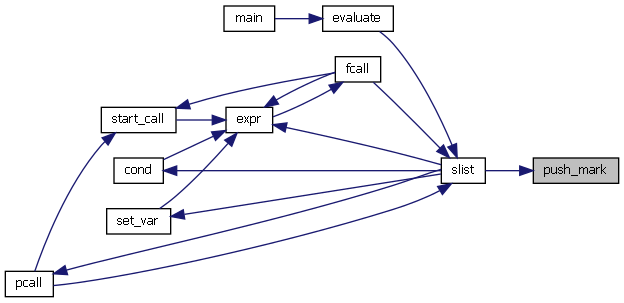 main
evaluate
fcall
start_call
expr
cond
slist
push_mark
set_var
pcall